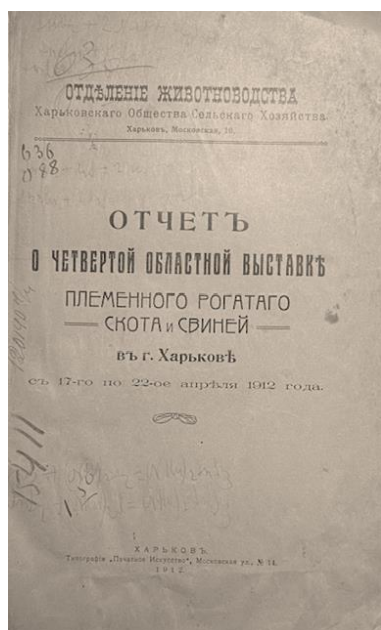 ОТДѢЛЕНІЕ ЖИВОТНОВОДСТВА
Харьковскаго Общества Сельскаго Хозяйства
Харьковъ, Московская,
636
ОТЧЕТЪ
О ЧЕТВЕРТОЙ ОБЛАСТНОЙ ВЫСТАВКѢ
ПЛЕМЕННОГО РОГАТАГО
СКОТА и СВИНЕЙ
въ г. Харьковѣ
съ 17-го по 22-ое апрѣля 1912 года.
15411
ХАРЬКОВЪ.
Типографія „Печатное Искусство“, Московская ул., № 14.
1912